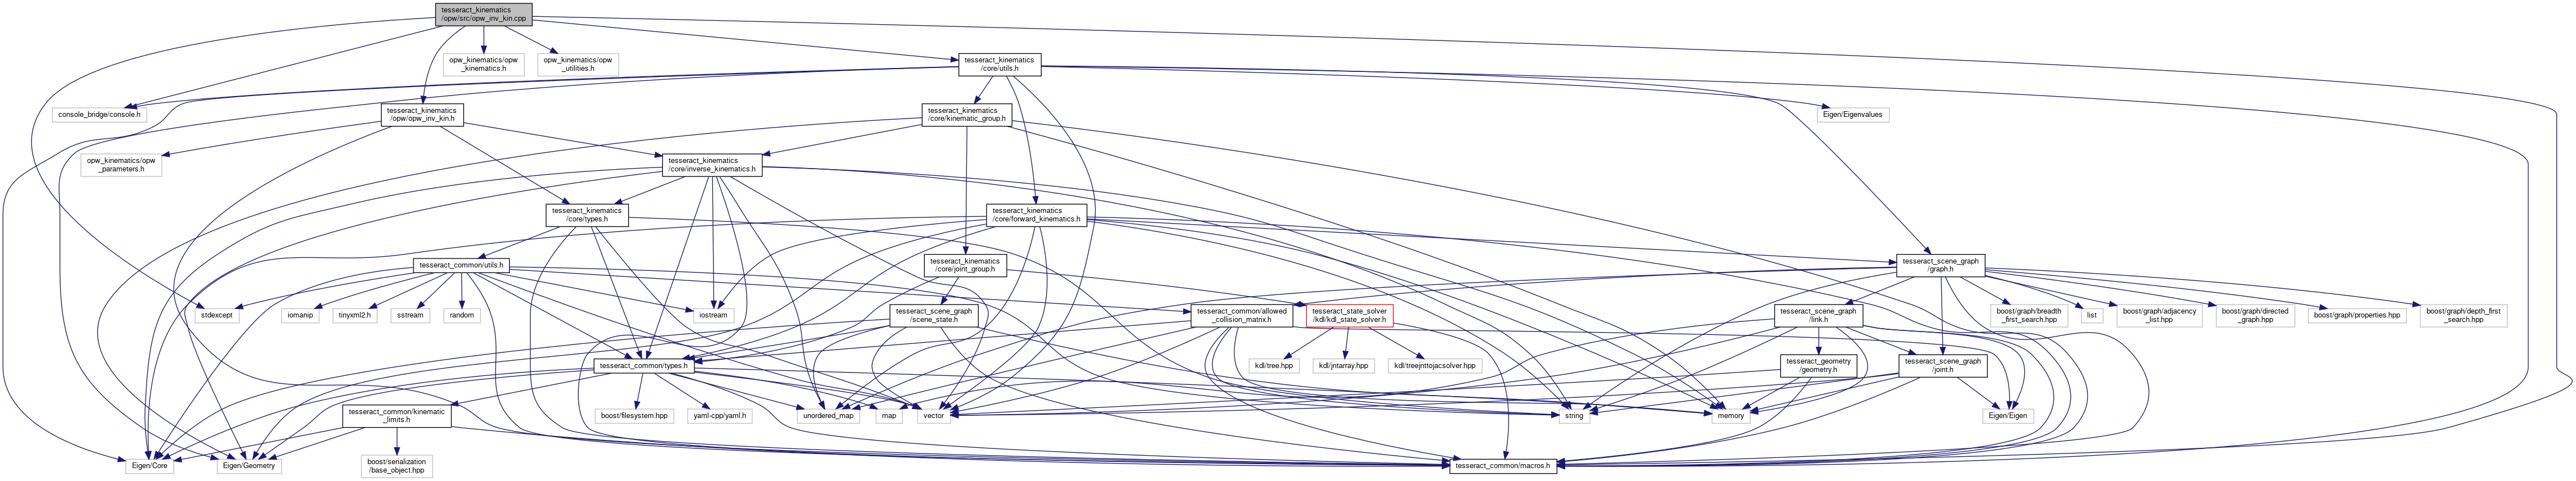 tesseract_kinematics
/opw/src/opw_inv_kin.cpp
opw_kinematics/opw
_kinematics.h
opw_kinematics/opw
_utilities.h
tesseract_kinematics
/core/utils.h
console_bridge/console.h
tesseract_kinematics
/opw/opw_inv_kin.h
tesseract_kinematics
/core/kinematic_group.h
Eigen/Eigenvalues
opw_kinematics/opw
_parameters.h
tesseract_kinematics
/core/inverse_kinematics.h
tesseract_kinematics
/core/types.h
tesseract_kinematics
/core/forward_kinematics.h
tesseract_common/utils.h
tesseract_kinematics
/core/joint_group.h
tesseract_scene_graph
/graph.h
stdexcept
iomanip
tinyxml2.h
sstream
random
iostream
tesseract_scene_graph
/scene_state.h
tesseract_common/allowed
_collision_matrix.h
tesseract_state_solver
/kdl/kdl_state_solver.h
tesseract_scene_graph
/link.h
boost/graph/breadth
_first_search.hpp
list
boost/graph/adjacency
_list.hpp
boost/graph/directed
_graph.hpp
boost/graph/properties.hpp
boost/graph/depth_first
_search.hpp
tesseract_common/types.h
kdl/tree.hpp
kdl/jntarray.hpp
kdl/treejnttojacsolver.hpp
tesseract_geometry
/geometry.h
tesseract_scene_graph
/joint.h
tesseract_common/kinematic
_limits.h
boost/filesystem.hpp
yaml-cpp/yaml.h
unordered_map
map
vector
string
memory
Eigen/Eigen
Eigen/Core
Eigen/Geometry
boost/serialization
/base_object.hpp
tesseract_common/macros.h